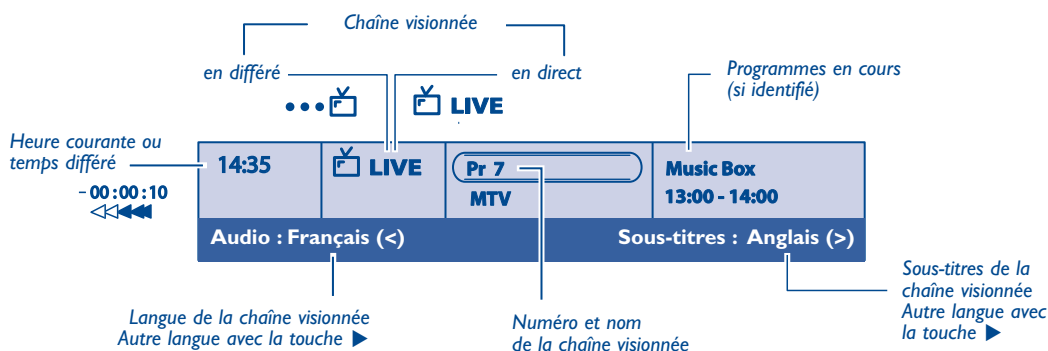 Chaîne visionnée
en différé
en direct
Programmes en cours
(si identifié)
LIVE
Heure courante ou
temps différé
- 00 : 00 : 10
14:35
LIVE
Pr 7
MTV
Music Box
13:00 - 14:00
Audio : Français (<)
Sous-titres : Anglais (>)
Langue de la chaîne visionnée
Autre langue avec la touche ▶
Numéro et nom
de la chaîne visionnée
Sous-titres de la
chaîne visionnée
Autre langue avec
la touche ▶